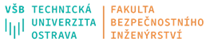 VŠB TECHNICKÁ
UNIVERZITA
OSTRAVA
FAKULTA
BEZPEČNOSTNÍHO
INŽENÝRSTVÍ